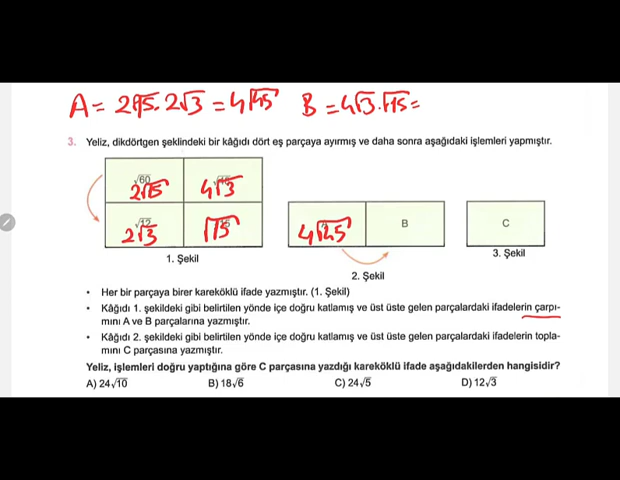 A = 2√15 . 2√3 = 4√45 B = 4√3 . √15 =
3. Yeliz, dikdörtgen şeklindeki bir kâğıdı dört eş parçaya ayırmış ve daha sonra aşağıdaki işlemleri yapmıştır.
√60
2√15 4√3
√12
2√3 √15 4√45 B C
1. Şekil
2. Şekil
3. Şekil
• Her bir parçaya birer kareköklü ifade yazmıştır. (1. Şekil)
• Kâğıdı 1. şekildeki gibi belirtilen yönde içe doğru katlamış ve üst üste gelen parçalardaki ifadelerin çarpı-
mını A ve B parçalarına yazmıştır.
• Kâğıdı 2. şekildeki gibi belirtilen yönde içe doğru katlamış ve üst üste gelen parçalardaki ifadelerin topla-
mını C parçasına yazmıştır.
Yeliz, işlemleri doğru yaptığına göre C parçasına yazdığı kareköklü ifade aşağıdakilerden hangisidir?
A) 24√10 B) 18√6 C) 24√5 D) 12√3